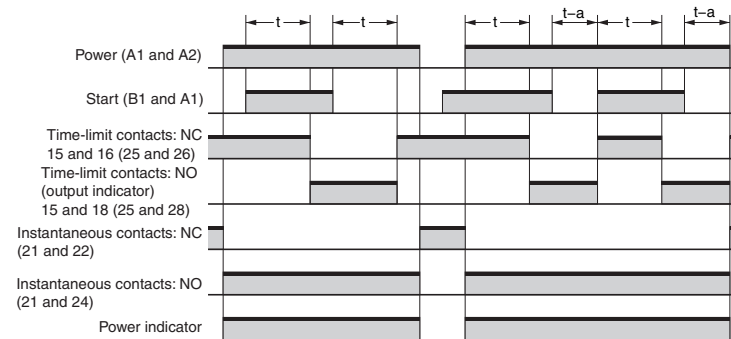 t t t t–a t t–a
Power (A1 and A2)
Start (B1 and A1)
Time-limit contacts: NC
15 and 16 (25 and 26)
Time-limit contacts: NO
(output indicator)
15 and 18 (25 and 28)
Instantaneous contacts: NC
(21 and 22)
Instantaneous contacts: NO
(21 and 24)
Power indicator